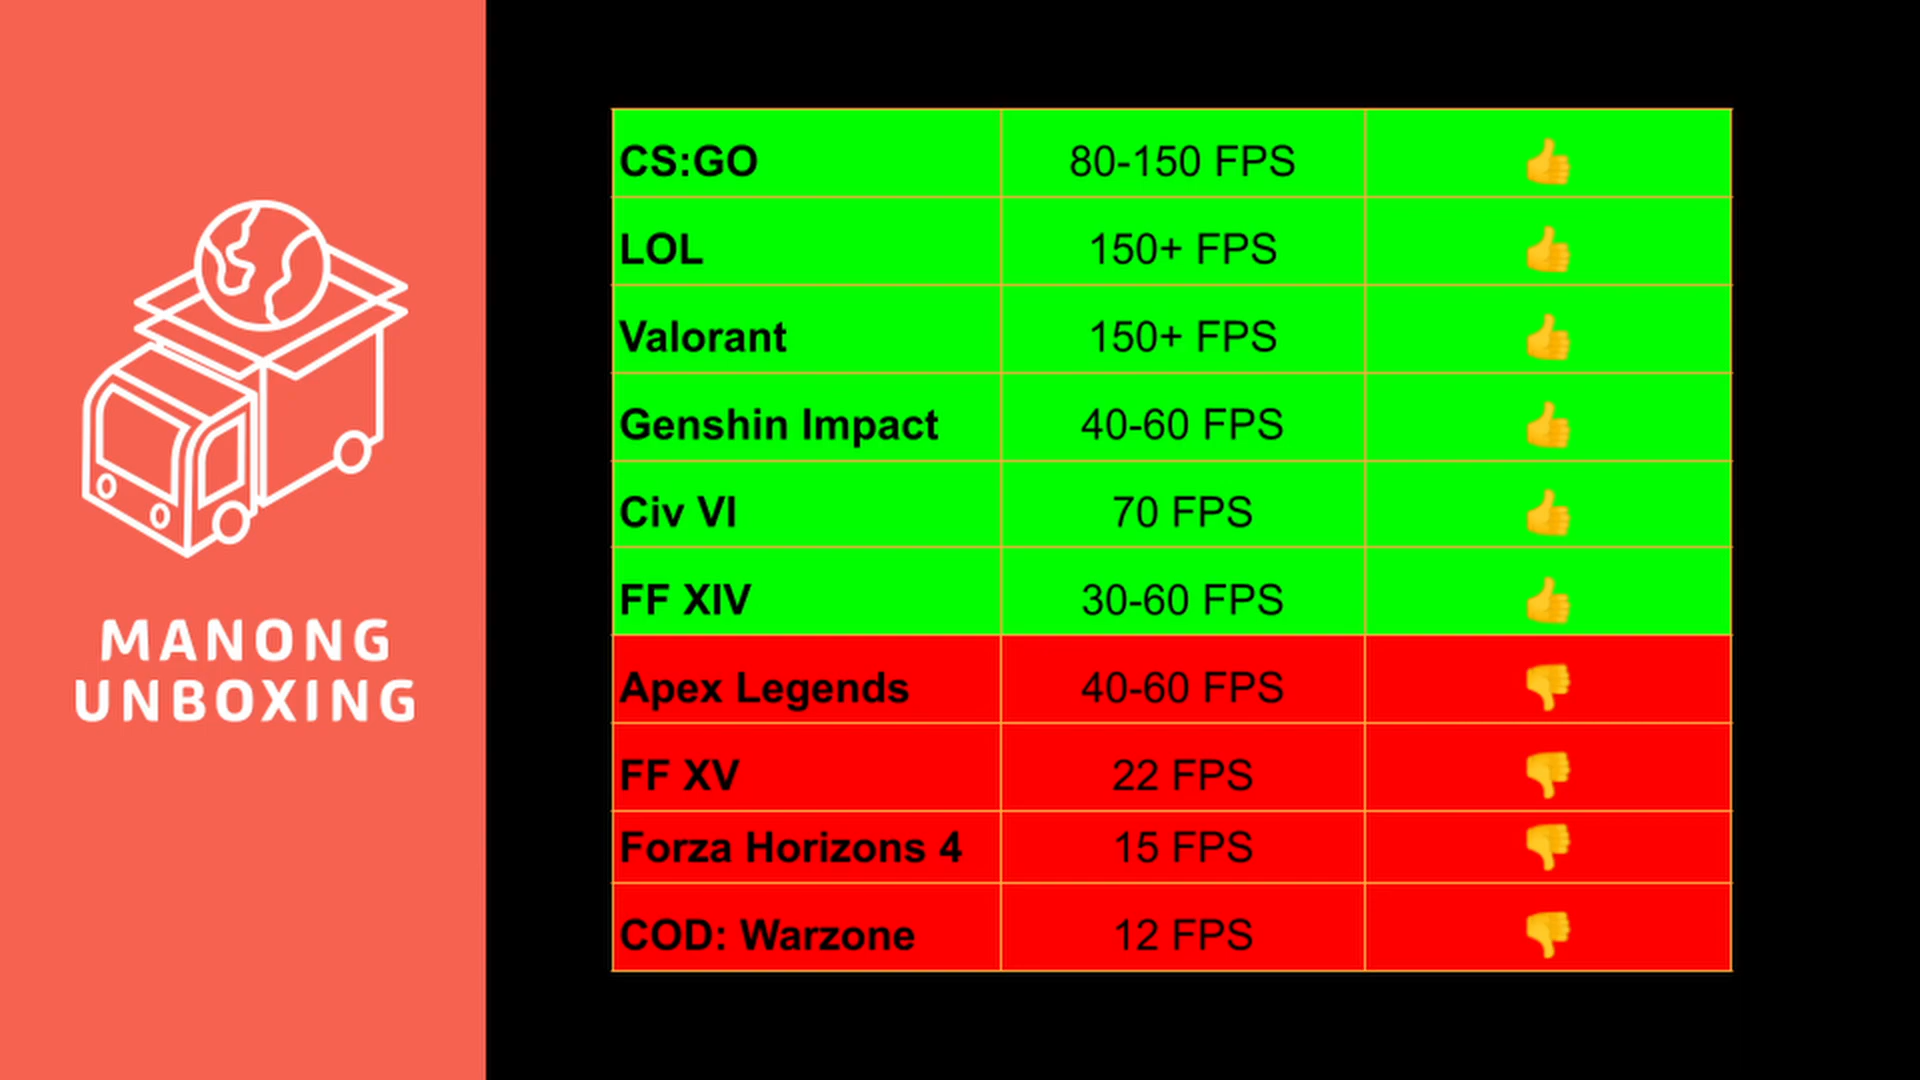 MANONG
UNBOXING
CS:GO 80-150 FPS 👍
LOL 150+ FPS 👍
Valorant 150+ FPS 👍
Genshin Impact 40-60 FPS 👍
Civ VI 70 FPS 👍
FF XIV 30-60 FPS 👍
Apex Legends 40-60 FPS 👎
FF XV 22 FPS 👎
Forza Horizons 4 15 FPS 👎
COD: Warzone 12 FPS 👎